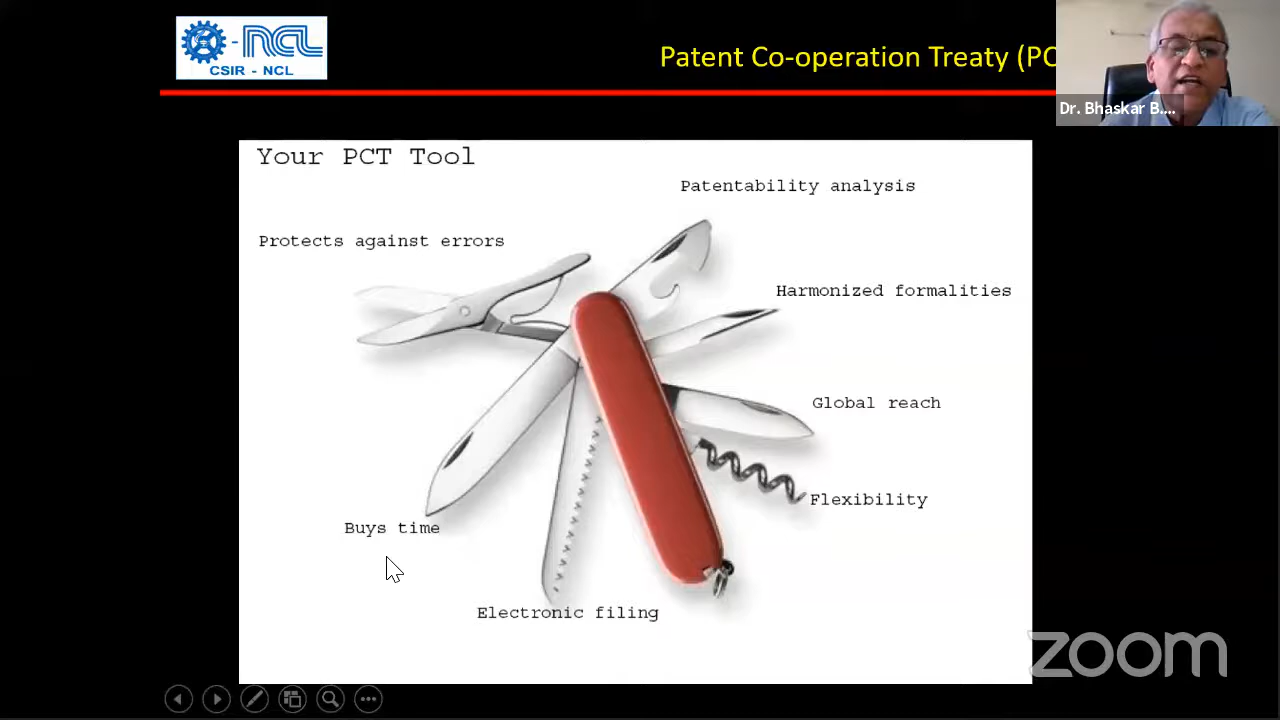 - NCL
CSIR - NCL
Patent Co-operation Treaty (PC
Dr. Bhaskar B....
Your PCT Tool
Patentability analysis
Protects against errors
Harmonized formalities
Global reach
Flexibility
Buys time
Electronic filing
zoom